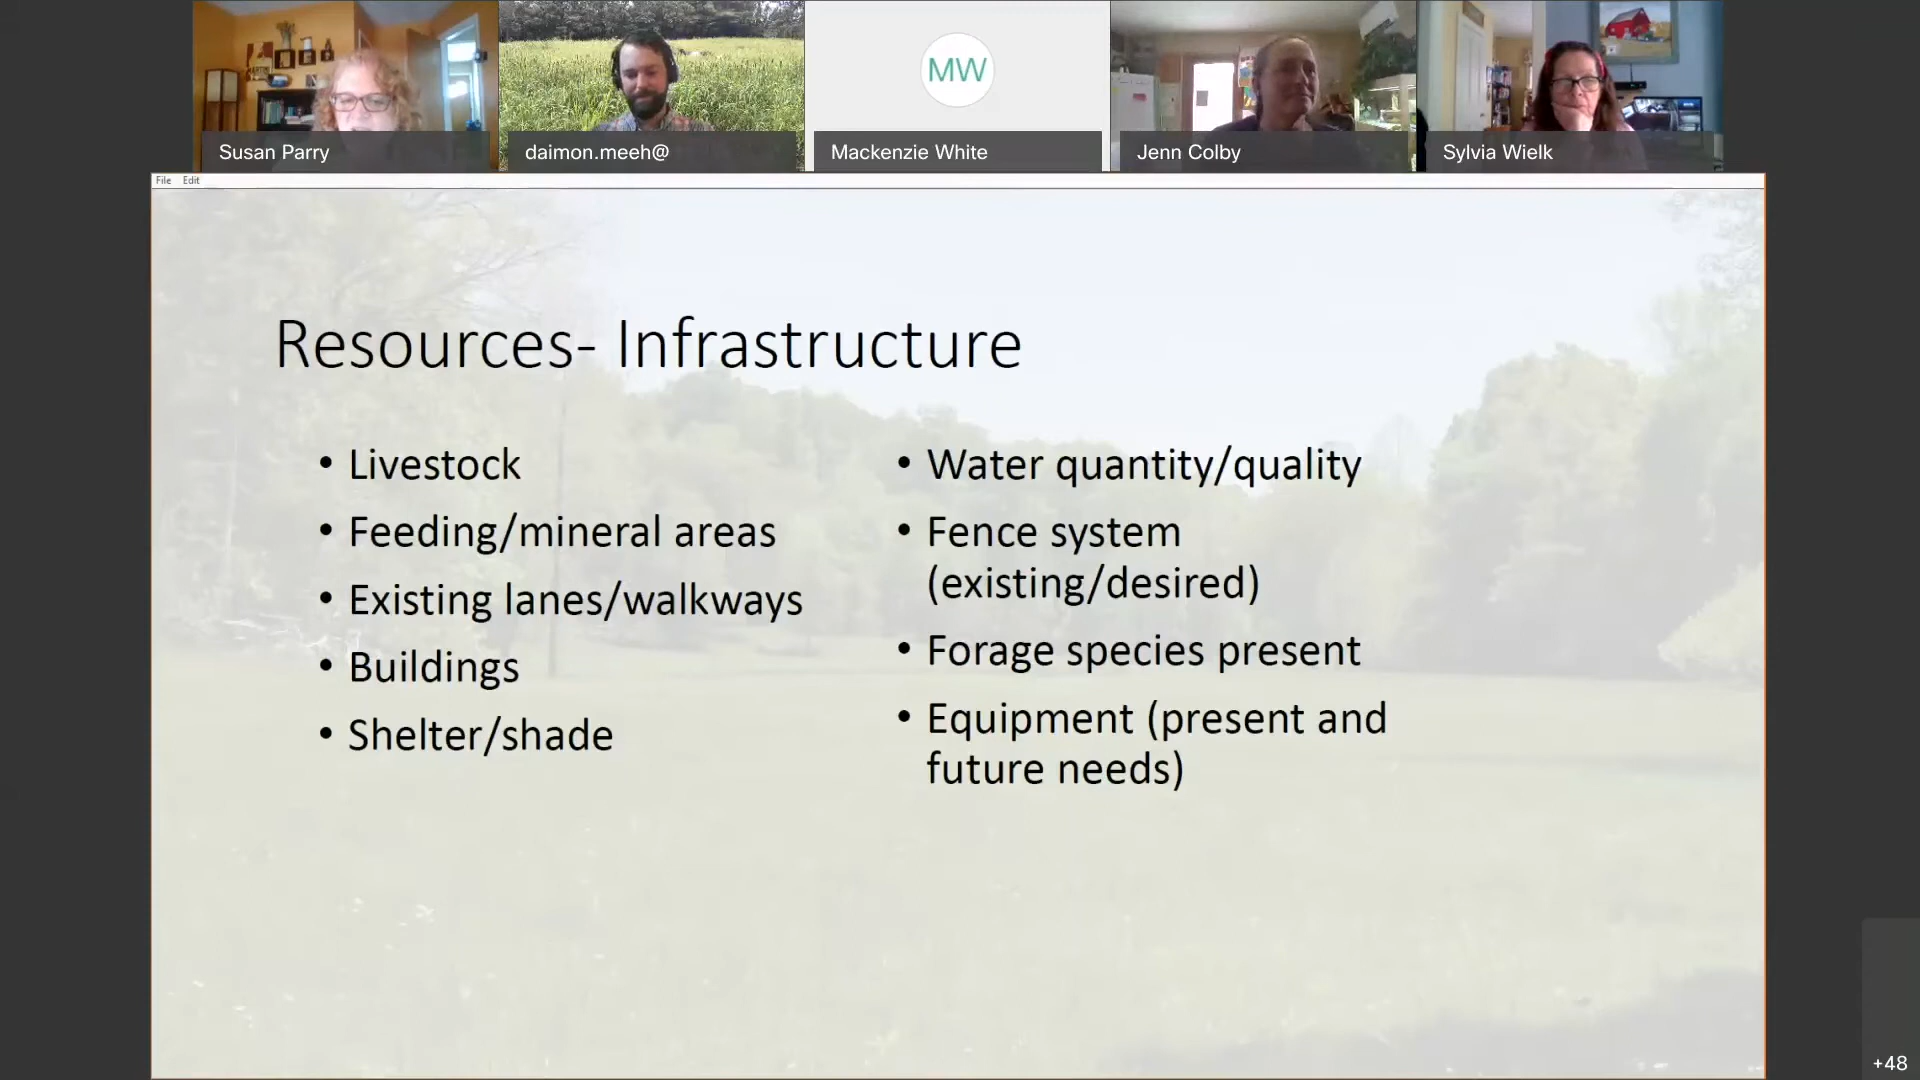 MW
Susan Parry
daimon.meeh@
Mackenzie White
Jenn Colby
Sylvia Wielk
File Edit
Resources- Infrastructure
• Livestock
• Feeding/mineral areas
• Existing lanes/walkways
• Buildings
• Shelter/shade
• Water quantity/quality
• Fence system
(existing/desired)
• Forage species present
• Equipment (present and
future needs)
+48